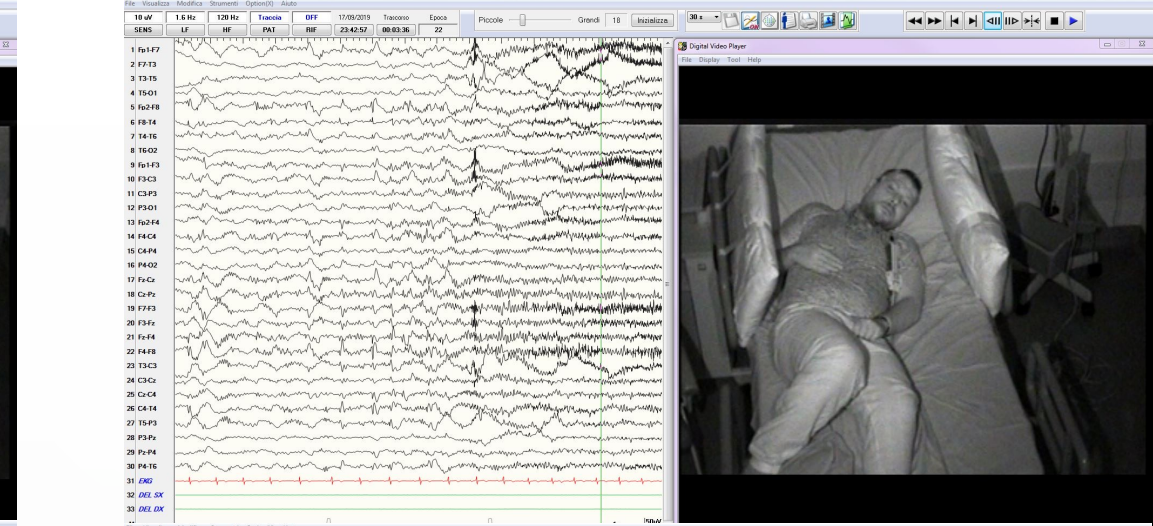 File Visualizza Modifica Strumenti Option(X) Aiuto
10 uV 1.6 Hz 120 Hz Traccia OFF 17/09/2019 Trascorso Epoca
SENS LF HF PAT RIF 23:42:57 00:03:36 22
Piccole Grandi 18 Inizializza 30 s
Digital Video Player
File Display Tool Help
1 Fp1-F7
2 F7-T3
3 T3-T5
4 T5-O1
5 Fp2-F8
6 F8-T4
7 T4-T6
8 T6-O2
9 Fp1-F3
10 F3-C3
11 C3-P3
12 P3-O1
13 Fp2-F4
14 F4-C4
15 C4-P4
16 P4-O2
17 Fz-Cz
18 Cz-Pz
19 F7-F3
20 F3-Fz
21 Fz-F4
22 F4-F8
23 T3-C3
24 C3-Cz
25 Cz-C4
26 C4-T4
27 T5-P3
28 P3-Pz
29 Pz-P4
30 P4-T6
31 EKG
32 DEL SX
33 DEL DX
50uV